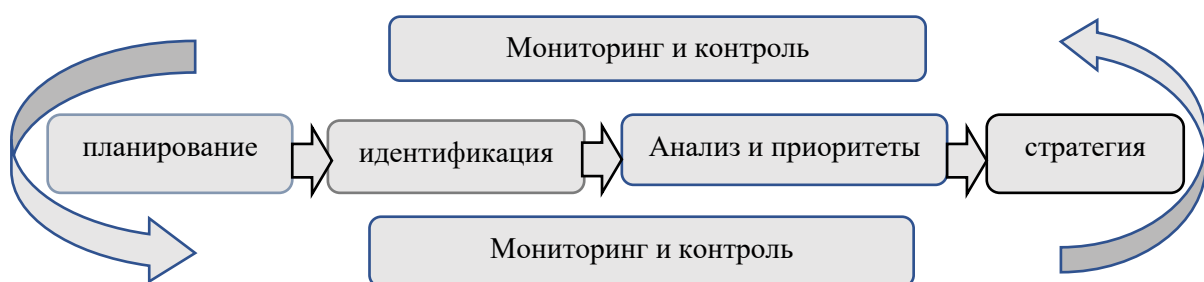 Мониторинг и контроль
планирование
идентификация
Анализ и приоритеты
стратегия
Мониторинг и контроль